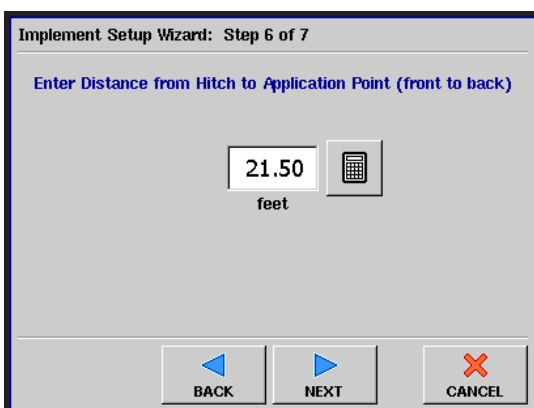 Implement Setup Wizard: Step 6 of 7
Enter Distance from Hitch to Application Point (front to back)
21.50
feet
BACK NEXT CANCEL